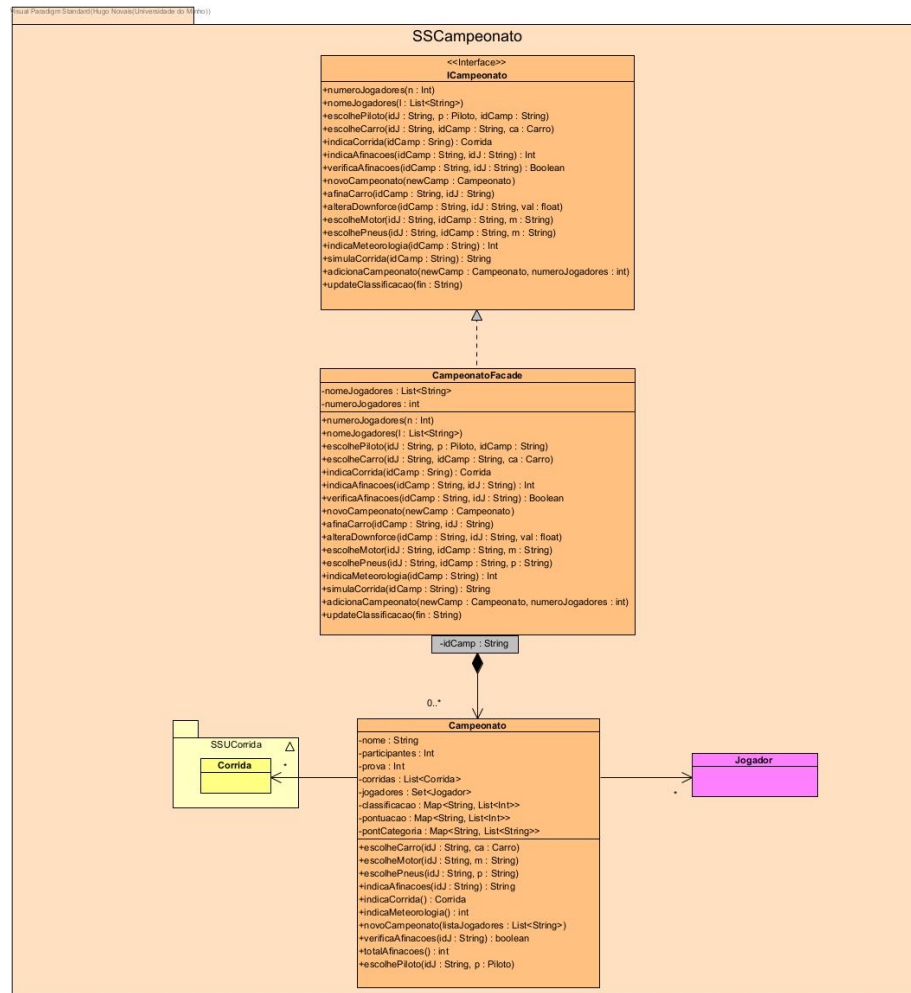 Visual Paradigm Standard(Hugo Novais(Universidade do Minho))
SSCampeonato
<<Interface>>
ICampeonato
+numeroJogadores(n : Int)
+nomeJogadores(l : List<String>)
+escolhePiloto(idJ : String, p : Piloto, idCamp : String)
+escolheCarro(idJ : String, idCamp : String, ca : Carro)
+indicaCorrida(idCamp : Sring) : Corrida
+indicaAfinacoes(idCamp : String, idJ : String) : Int
+verificaAfinacoes(idCamp : String, idJ : String) : Boolean
+novoCampeonato(newCamp : Campeonato)
+afinaCarro(idCamp : String, idJ : String)
+alteraDownforce(idCamp : String, idJ : String, val : float)
+escolheMotor(idJ : String, idCamp : String, m : String)
+escolhePneus(idJ : String, idCamp : String, m : String)
+indicaMeteorologia(idCamp : String) : Int
+simulaCorrida(idCamp : String) : String
+adicionaCampeonato(newCamp : Campeonato, numeroJogadores : int)
+updateClassificacao(fin : String)
CampeonatoFacade
-nomeJogadores : List<String>
-numeroJogadores : int
+numeroJogadores(n : Int)
+nomeJogadores(l : List<String>)
+escolhePiloto(idJ : String, p : Piloto, idCamp : String)
+escolheCarro(idJ : String, idCamp : String, ca : Carro)
+indicaCorrida(idCamp : Sring) : Corrida
+indicaAfinacoes(idCamp : String, idJ : String) : Int
+verificaAfinacoes(idCamp : String, idJ : String) : Boolean
+novoCampeonato(newCamp : Campeonato)
+afinaCarro(idCamp : String, idJ : String)
+alteraDownforce(idCamp : String, idJ : String, val : float)
+escolheMotor(idJ : String, idCamp : String, m : String)
+escolhePneus(idJ : String, idCamp : String, p : String)
+indicaMeteorologia(idCamp : String) : Int
+simulaCorrida(idCamp : String) : String
+adicionaCampeonato(newCamp : Campeonato, numeroJogadores : int)
+updateClassificacao(fin : String)
-idCamp : String
0..*
Campeonato
-nome : String
-participantes : Int
-prova : Int
-corridas : List<Corrida>
-jogadores : Set<Jogador>
-classificacao : Map<String, List<Int>>
-pontuacao : Map<String, List<Int>>
-pontCategoria : Map<String, List<String>>
+escolheCarro(idJ : String, ca : Carro)
+escolheMotor(idJ : String, m : String)
+escolhePneus(idJ : String, p : String)
+indicaAfinacoes(idJ : String) : String
+indicaCorrida() : Corrida
+indicaMeteorologia() : int
+novoCampeonato(listaJogadores : List<String>)
+verificaAfinacoes(idJ : String) : boolean
+totalAfinacoes() : int
+escolhePiloto(idJ : String, p : Piloto)
SSUCorrida
Corrida
*
Jogador
*